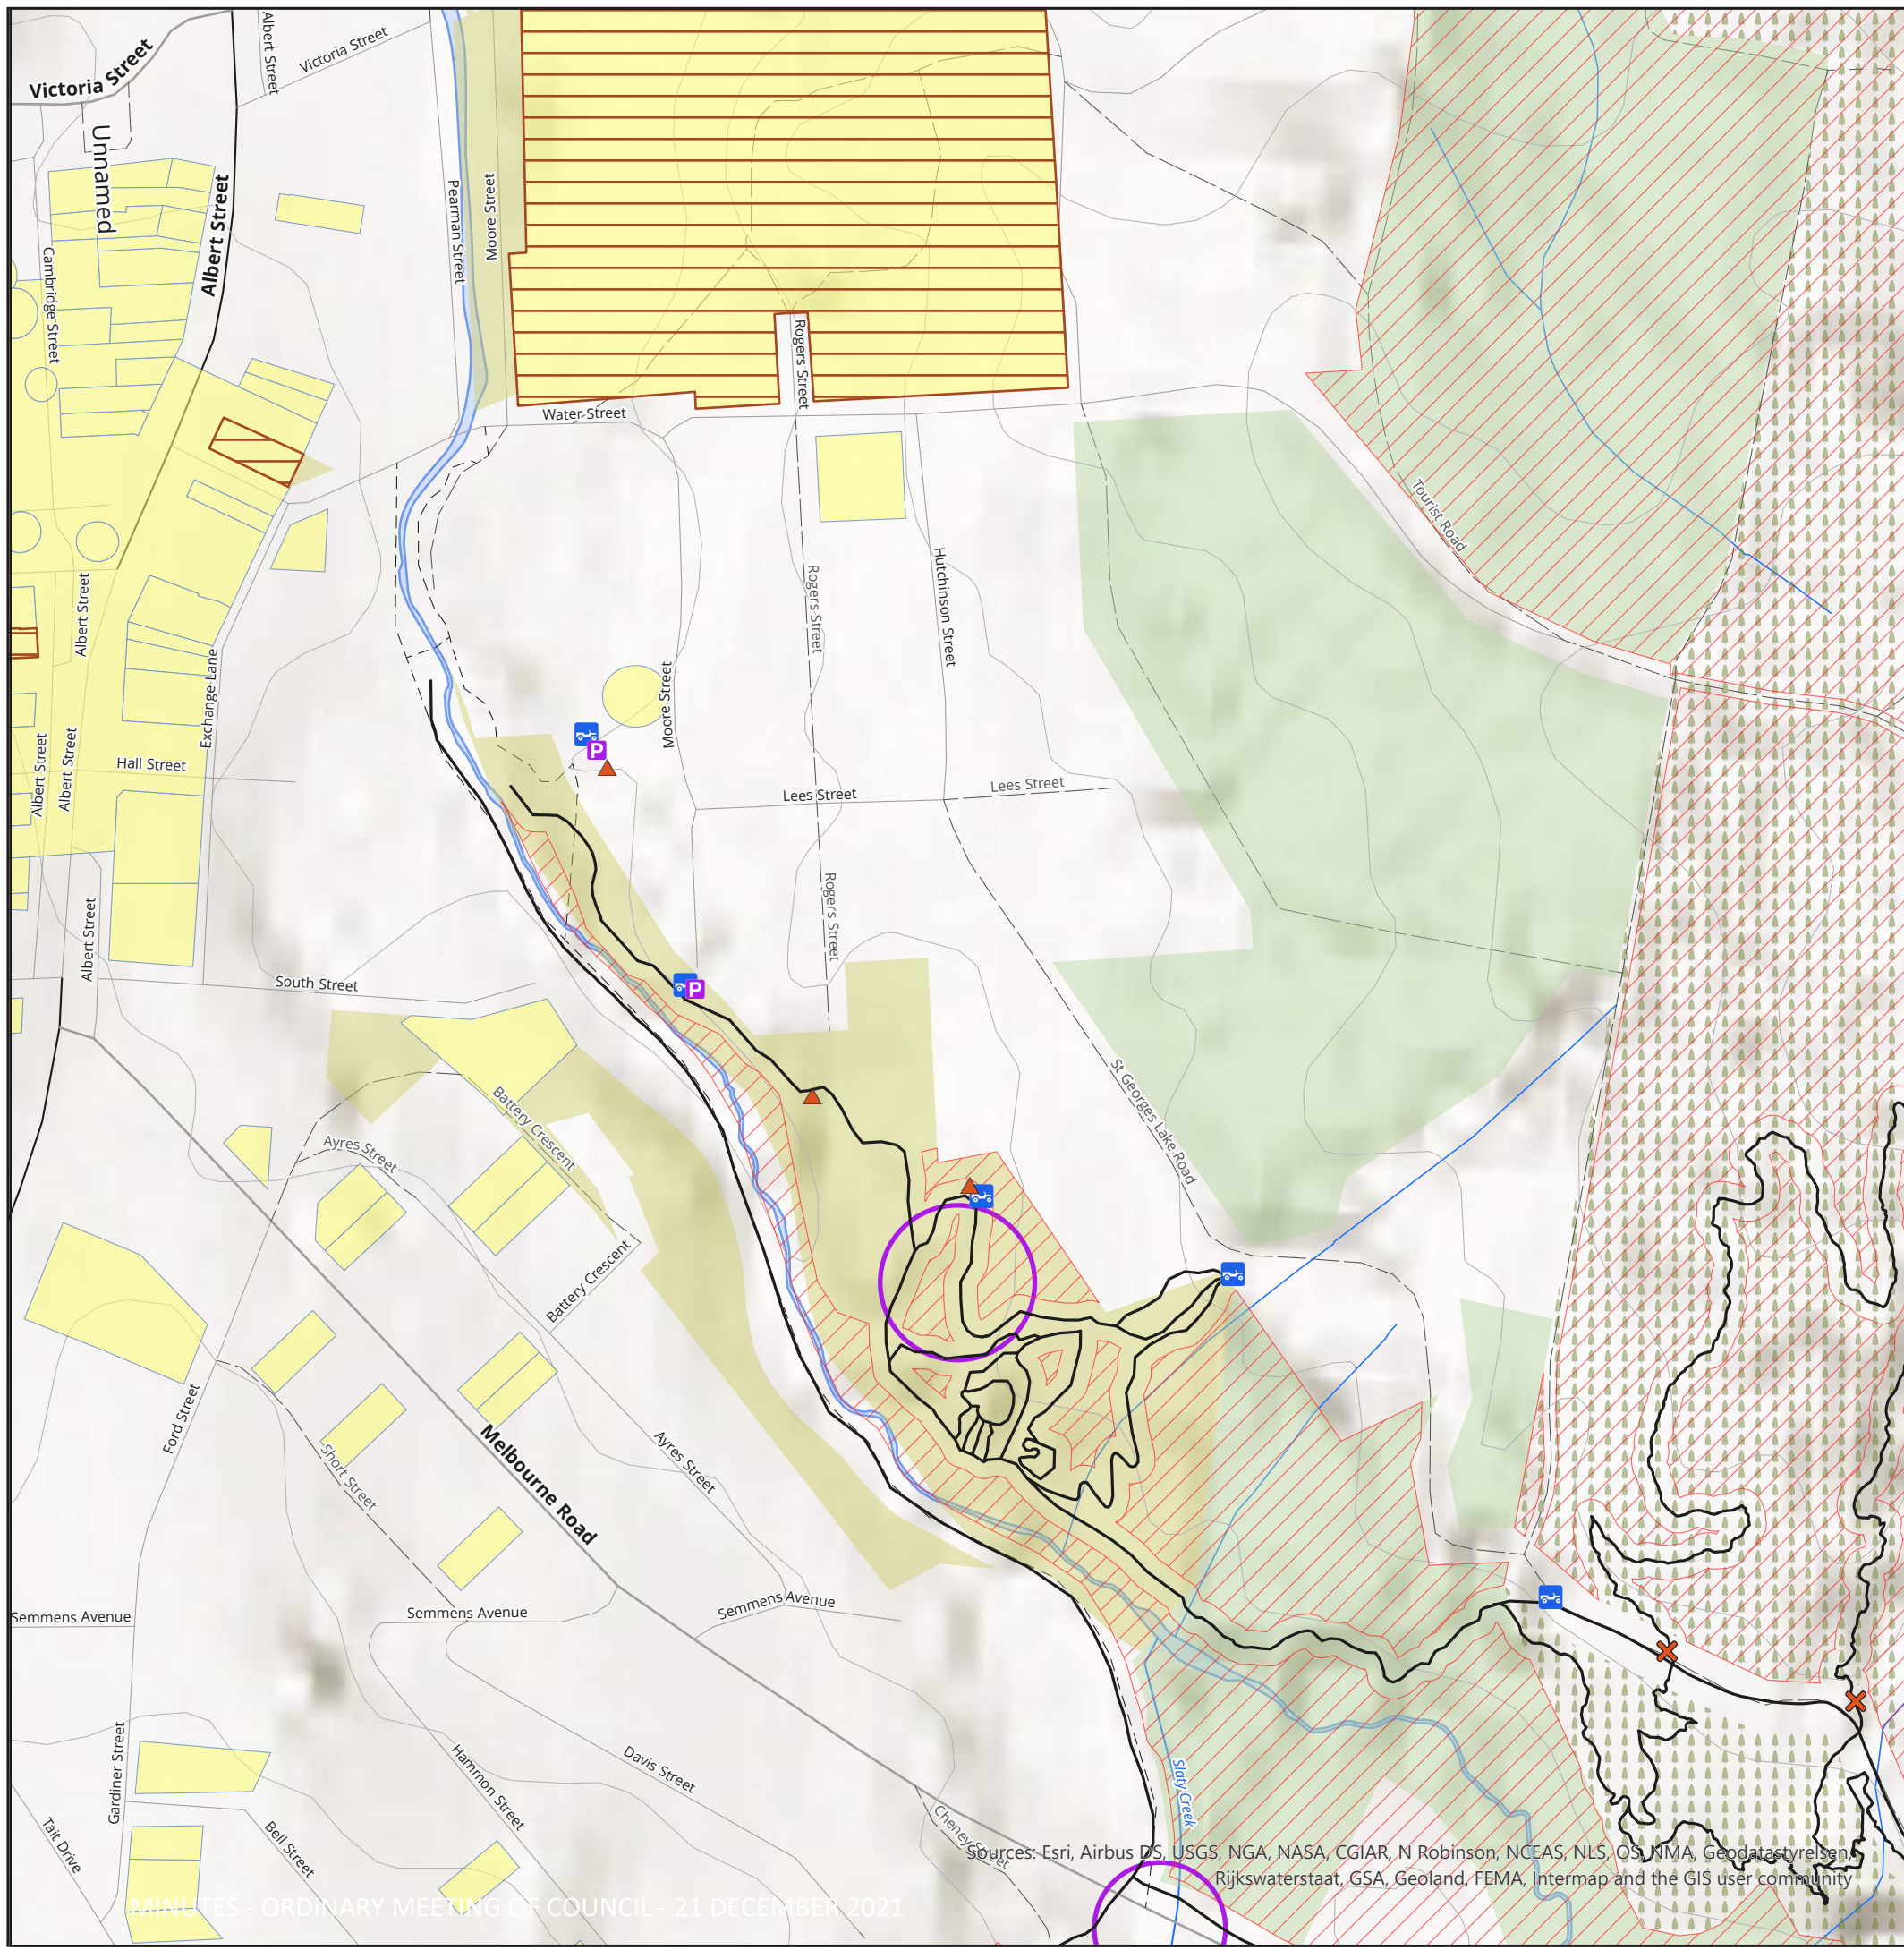 Victoria Street
Albert Street
Victoria Street
Unnamed
Albert Street
Cambridge Street
Pearman Street
Moore Street
Rogers Street
Water Street
Tourist Road
Rogers Street
Hutchinson Street
Albert Street
Exchange Lane
Moore Street
Albert Street
Albert Street
Hall Street
P
Lees Street
Lees Street
Rogers Street
Albert Street
South Street
P
St Georges Lake Road
Battery Crescent
Ayres Street
Battery Crescent
Ford Street
Short Street
Melbourne Road
Ayres Street
Semmens Avenue
Semmens Avenue
Semmens Avenue
Gardiner Street
Hammon Street
Davis Street
Slaty Creek
Tait Drive
Bell Street
Cheney Street
Sources: Esri, Airbus DS, USGS, NGA, NASA, CGIAR, N Robinson, NCEAS, NLS, OS, NMA, Geodatastyrelsen,
Rijkswaterstaat, GSA, Geoland, FEMA, Intermap and the GIS user community
MINUTES - ORDINARY MEETING OF COUNCIL - 21 DECEMBER 2021